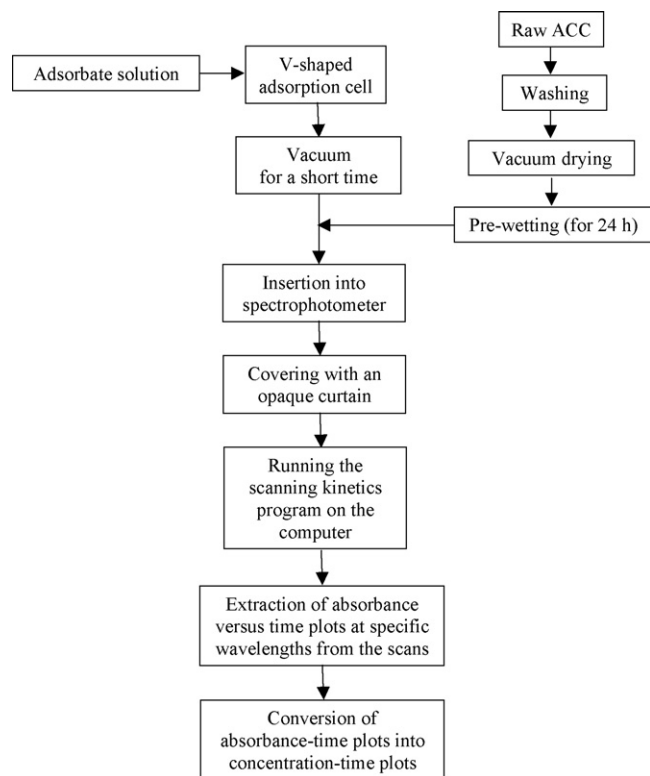 Raw ACC
Adsorbate solution
V-shaped
adsorption cell
Washing
Vacuum
for a short time
Vacuum drying
Pre-wetting (for 24 h)
Insertion into
spectrophotometer
Covering with an
opaque curtain
Running the
scanning kinetics
program on the
computer
Extraction of absorbance
versus time plots at specific
wavelengths from the scans
Conversion of
absorbance-time plots into
concentration-time plots